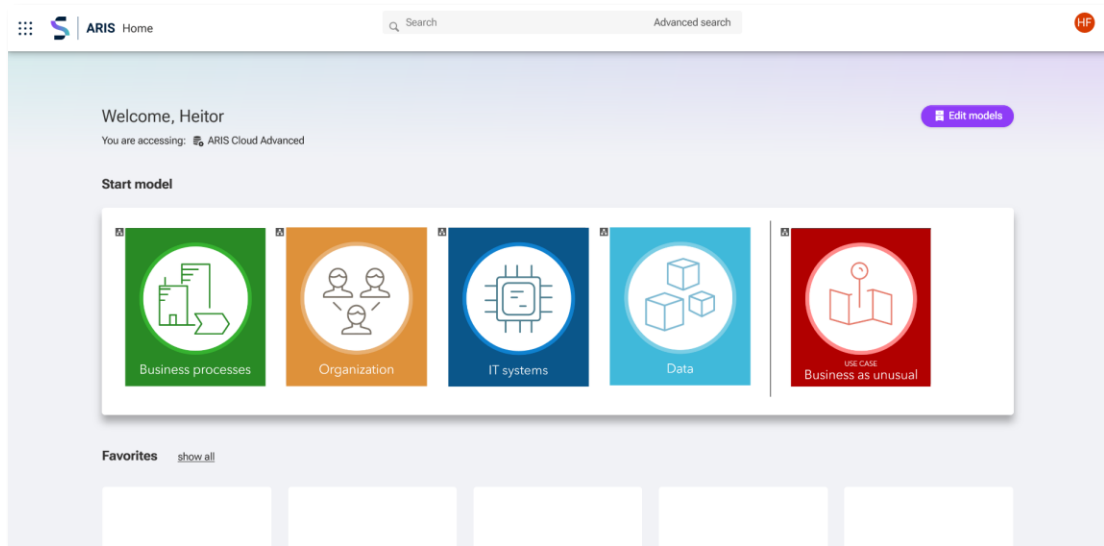 ARIS Home
Search
Advanced search
HF
Welcome, Heitor
Edit models
You are accessing: ARIS Cloud Advanced
Start model
Business processes
Organization
IT systems
Data
USE CASE
Business as unusual
Favorites show all